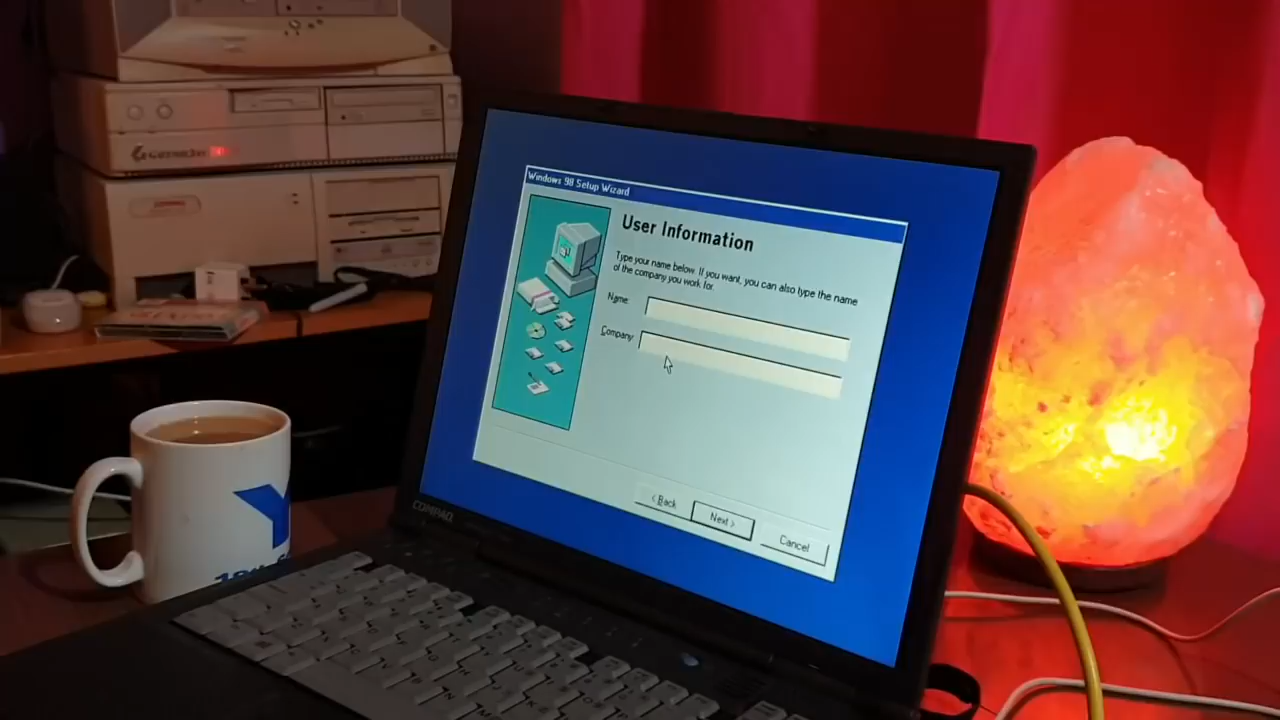 Windows 98 Setup Wizard
User Information
Type your name below. If you want, you can also type the name
of the company you work for.
Name:
Company:
< Back
Next >
Cancel
COMPAQ